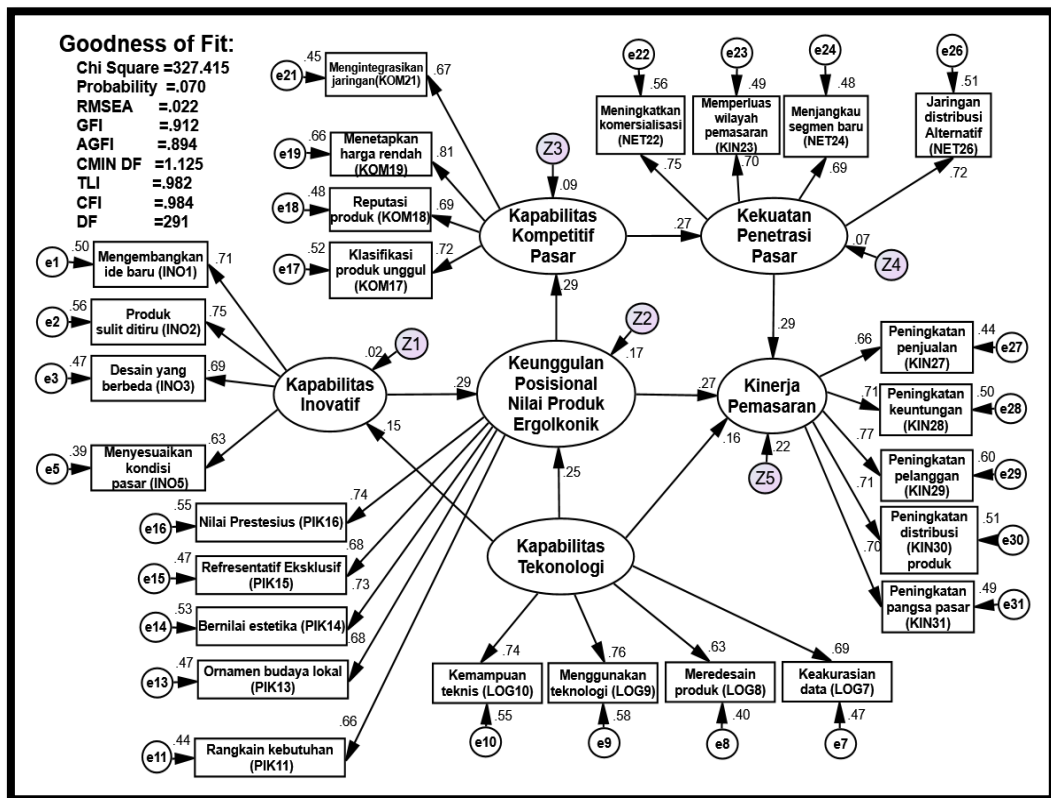 Goodness of Fit:
Chi Square =327.415
Probability =.070
RMSEA =.022
GFI =.912
AGFI =.894
CMIN DF =1.125
TLI =.982
CFI =.984
DF =291
e21
.45
Mengintegrasikan
jaringan(KOM21)
.67
e19
.66
Menetapkan
harga rendah
(KOM19)
.81
e18
.48
Reputasi
produk (KOM18)
.69
e17
.52
Klasifikasi
produk unggul
(KOM17)
.72
Z3
.09
Kapabilitas
Kompetitif
Pasar
.27
e22
.56
Meningkatkan
komersialisasi
(NET22)
.75
e23
.49
Memperluas
wilayah
pemasaran
(KIN23)
.70
e24
.48
Menjangkau
segmen baru
(NET24)
.69
e26
.51
Jaringan
distribusi
Alternatif
(NET26)
.72
Kekuatan
Penetrasi
Pasar
.07
Z4
.29
e1
.50
Mengembangkan
ide baru (INO1)
.71
e2
.56
Produk
sulit ditiru (INO2)
.75
e3
.47
Desain yang
berbeda (INO3)
.69
e5
.39
Menyesuaikan
kondisi
pasar (INO5)
.63
Z1
.02
Kapabilitas
Inovatif
.29
.15
.29
Z2
.17
Keunggulan
Posisional
Nilai Produk
Ergolkonik
.27
.25
Kinerja
Pemasaran
.16
.22
Z5
.66
Peningkatan
penjualan
(KIN27)
.44
e27
.71
Peningkatan
keuntungan
(KIN28)
.50
e28
.77
Peningkatan
pelanggan
(KIN29)
.60
e29
.71
Peningkatan
distribusi
(KIN30)
produk
.51
e30
.70
Peningkatan
pangsa pasar
(KIN31)
.49
e31
e16
.55
Nilai Prestesius (PIK16)
.74
e15
.47
Refresentatif Eksklusif
(PIK15)
.68
e14
.53
Bernilai estetika (PIK14)
.73
e13
.47
Ornamen budaya lokal
(PIK13)
.68
e11
.44
Rangkain kebutuhan
(PIK11)
.66
Kapabilitas
Tekonologi
.74
Kemampuan
teknis (LOG10)
.55
e10
.76
Menggunakan
teknologi (LOG9)
.58
e9
.63
Meredesain
produk (LOG8)
.40
e8
.69
Keakurasian
data (LOG7)
.47
e7